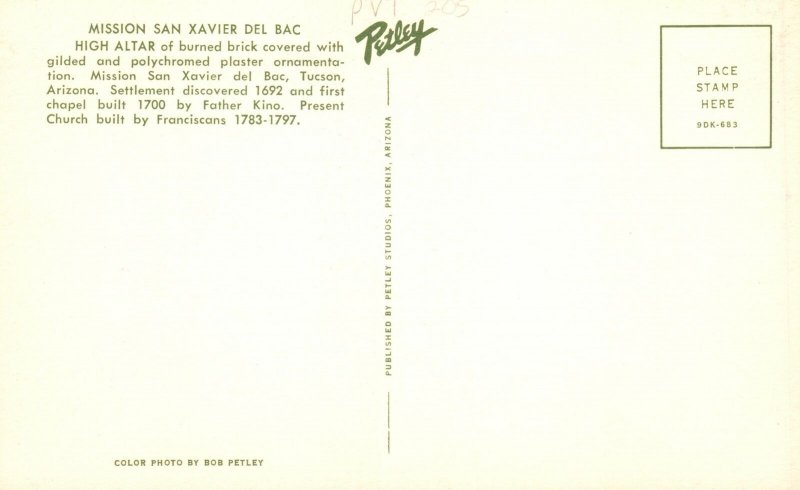 MISSION SAN XAVIER DEL BAC
HIGH ALTAR of burned brick covered with
gilded and polychromed plaster ornamenta-
tion. Mission San Xavier del Bac, Tucson,
Arizona. Settlement discovered 1692 and first
chapel built 1700 by Father Kino. Present
Church built by Franciscans 1783-1797.
PVT 205
Petley
PUBLISHED BY PETLEY STUDIOS, PHOENIX, ARIZONA
PLACE
STAMP
HERE
9DK-683
COLOR PHOTO BY BOB PETLEY